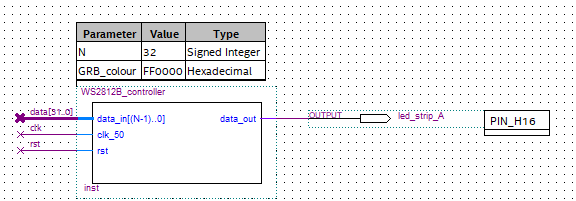 Parameter Value Type
N 32 Signed Integer
GRB_colour FF0000 Hexadecimal
WS2812B_controller
data[31..0] data_in[(N-1)..0] data_out OUTPUT led_strip_A PIN_H16
clk clk_50
rst rst
inst